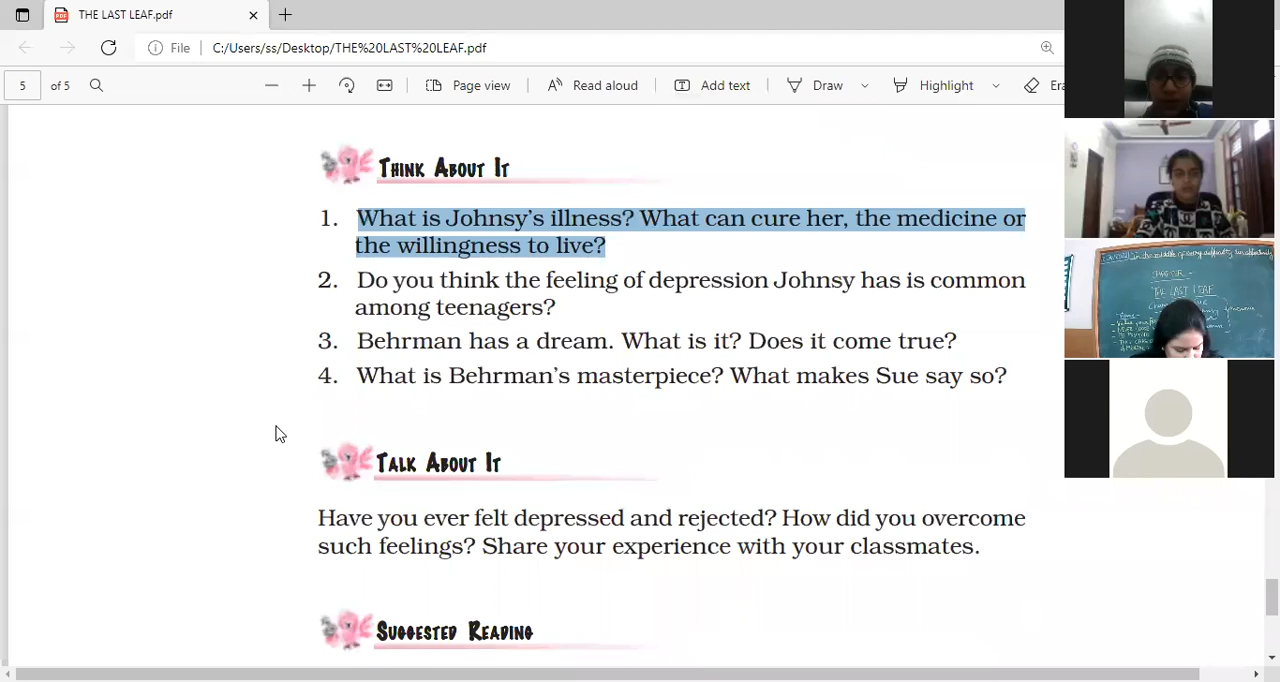 THE LAST LEAF.pdf
File C:/Users/ss/Desktop/THE%20LAST%20LEAF.pdf
5 of 5 Page view Read aloud Add text Draw Highlight Era
THINK ABOUT IT
1. What is Johnsy's illness? What can cure her, the medicine or
the willingness to live?
2. Do you think the feeling of depression Johnsy has is common
among teenagers?
3. Behrman has a dream. What is it? Does it come true?
4. What is Behrman's masterpiece? What makes Sue say so?
TALK ABOUT IT
Have you ever felt depressed and rejected? How did you overcome
such feelings? Share your experience with your classmates.
SUGGESTED READING
THE LAST LEAF